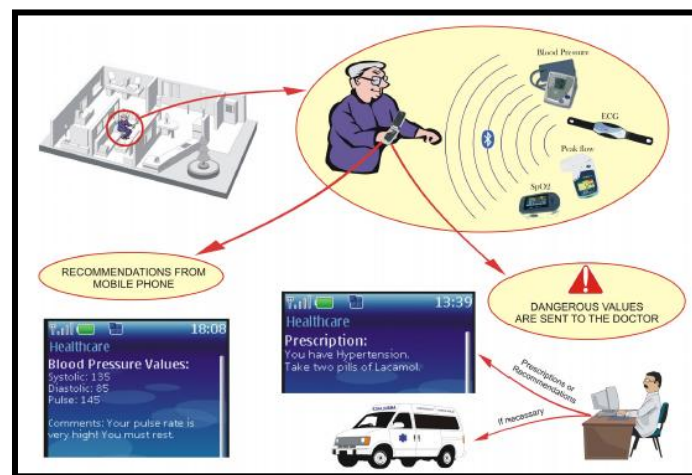 Blood Pressure
ECG
Peak flow
SpO2
RECOMMENDATIONS FROM
MOBILE PHONE
DANGEROUS VALUES
ARE SENT TO THE DOCTOR
18:08
Healthcare
Blood Pressure Values:
Systolic: 135
Diastolic: 85
Pulse: 145
Comments: Your pulse rate is
very high! You must rest.
13:39
Healthcare
Prescription:
You have Hypertension.
Take two pills of Lacamol.
Prescriptions or
Recommendations
If necessary